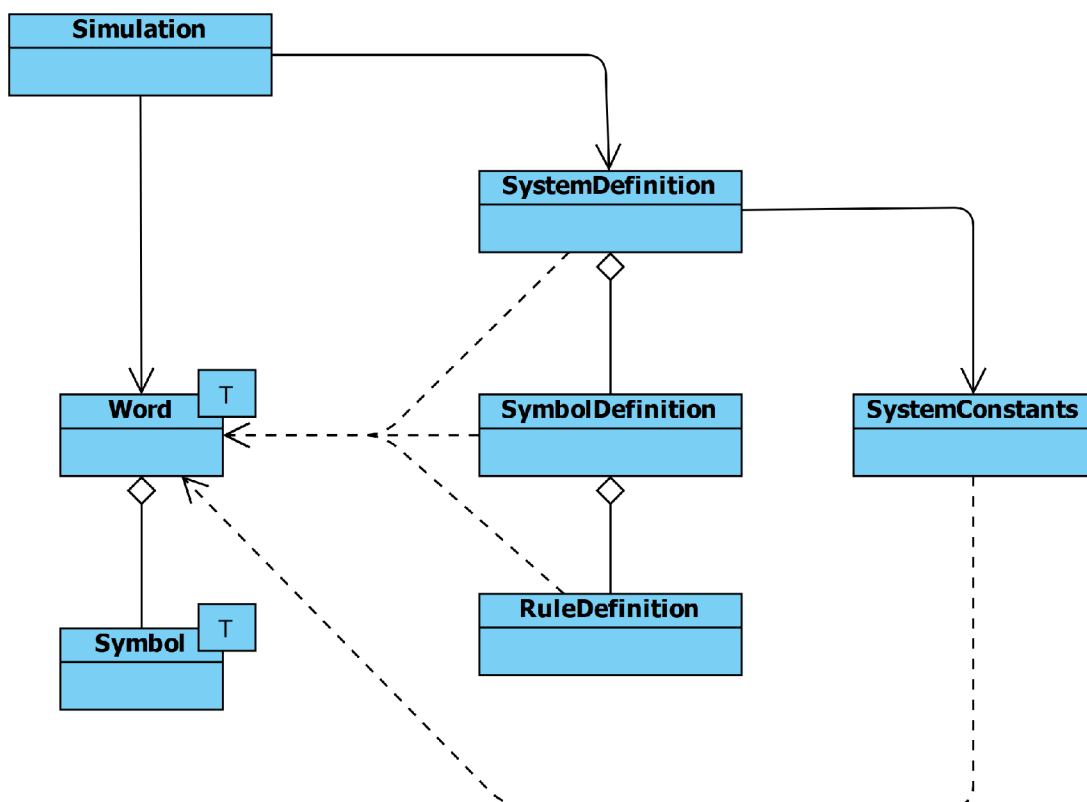 Simulation
SystemDefinition
T
Word
SymbolDefinition
SystemConstants
RuleDefinition
T
Symbol